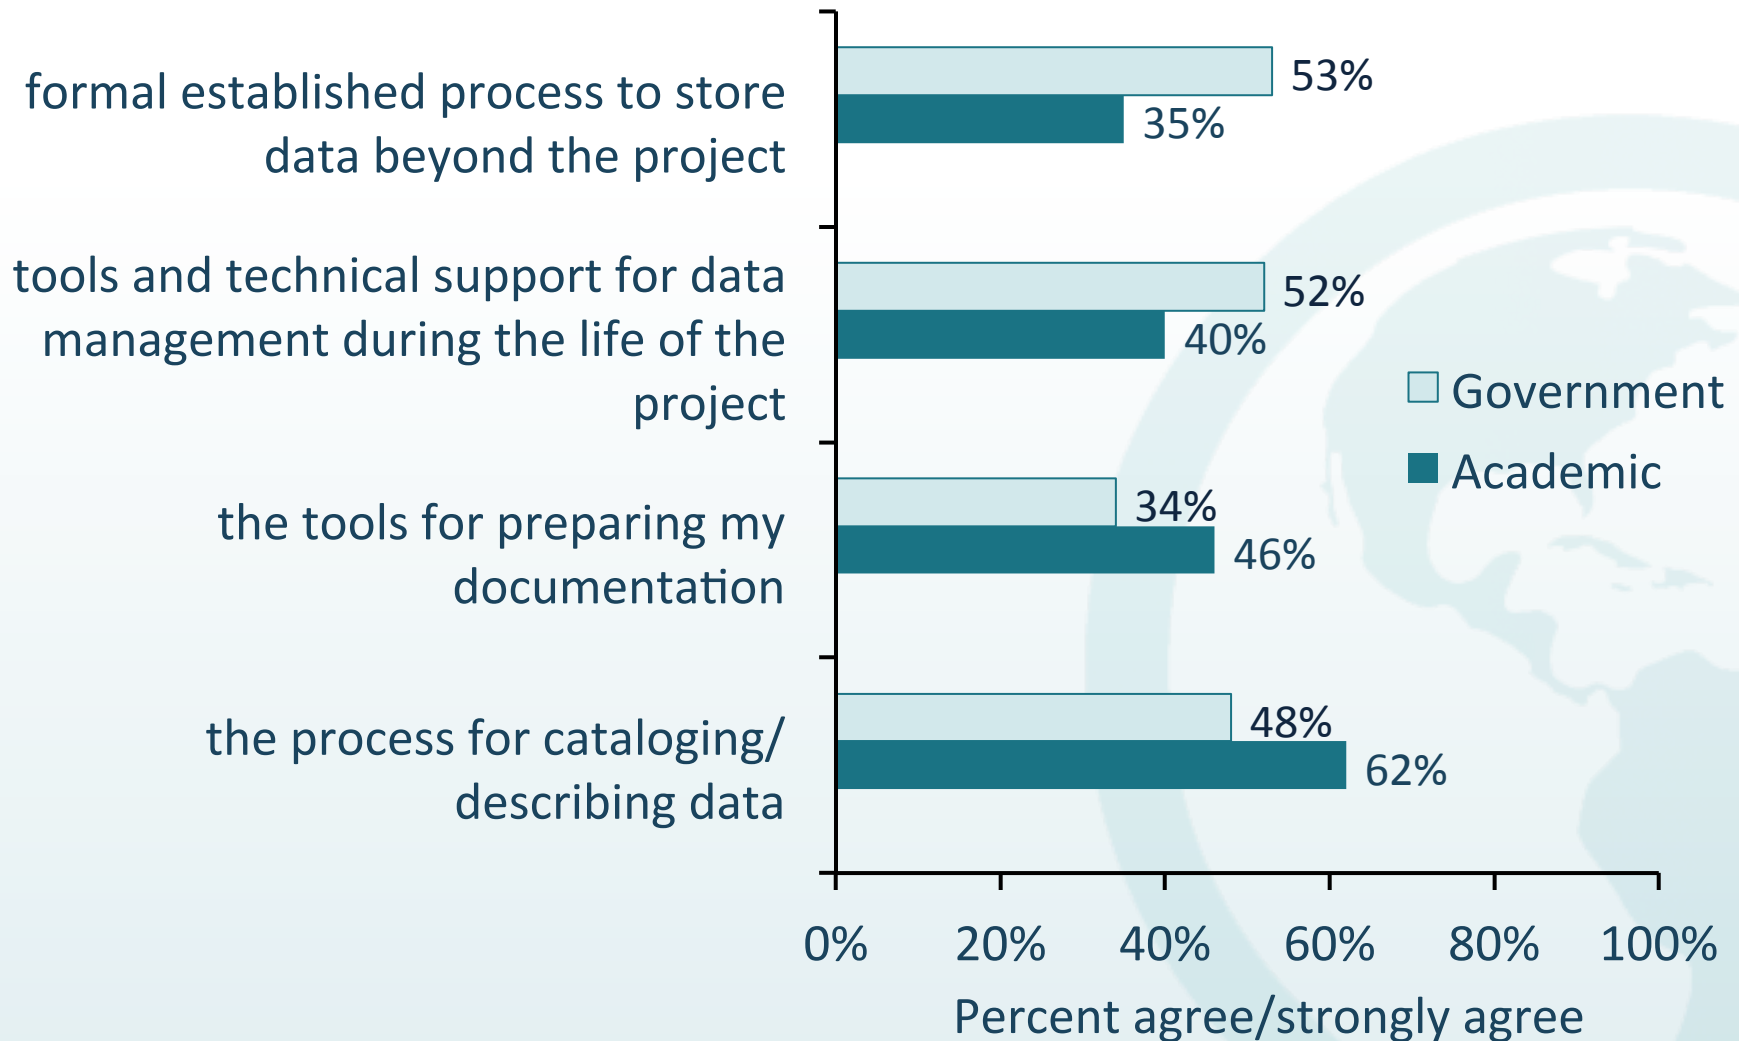 formal established process to store
data beyond the project
53%
35%
tools and technical support for data
management during the life of the
project
52%
40%
Government
Academic
the tools for preparing my
documentation
34%
46%
the process for cataloging/
describing data
48%
62%
0% 20% 40% 60% 80% 100%
Percent agree/strongly agree